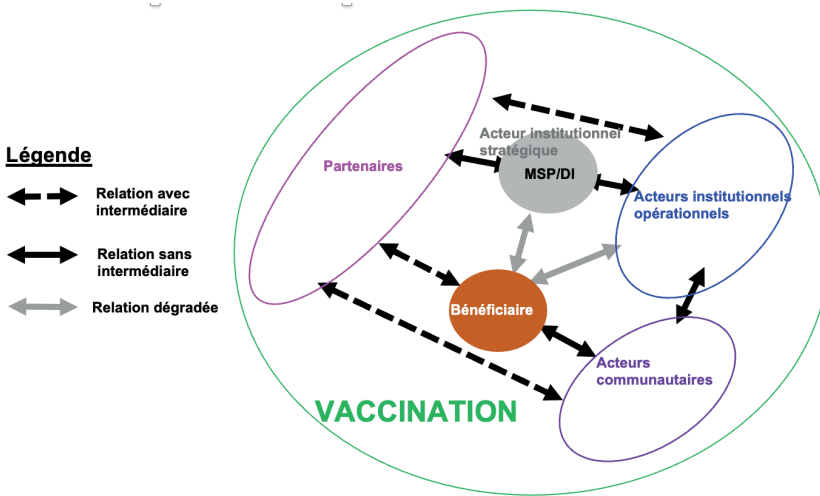 Légende
Relation avec
intermédiaire
Relation sans
intermédiaire
Relation dégradée
Partenaires
Acteur institutionnel
stratégique
MSP/DI
Acteurs institutionnels
opérationnels
Bénéficiaire
Acteurs
communautaires
VACCINATION